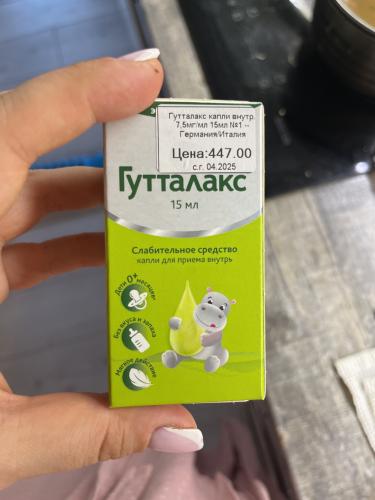 Гутталакс капли внутр.
7,5мг/мл 15мл №1 --
Германия/Италия
Цена:447.00
с.г. 04.2025
Гутталакс
15 мл
Слабительное средство
капли для приема внутрь
Дети 0+ месяцев
Без вкуса и запаха
Мягкое действие